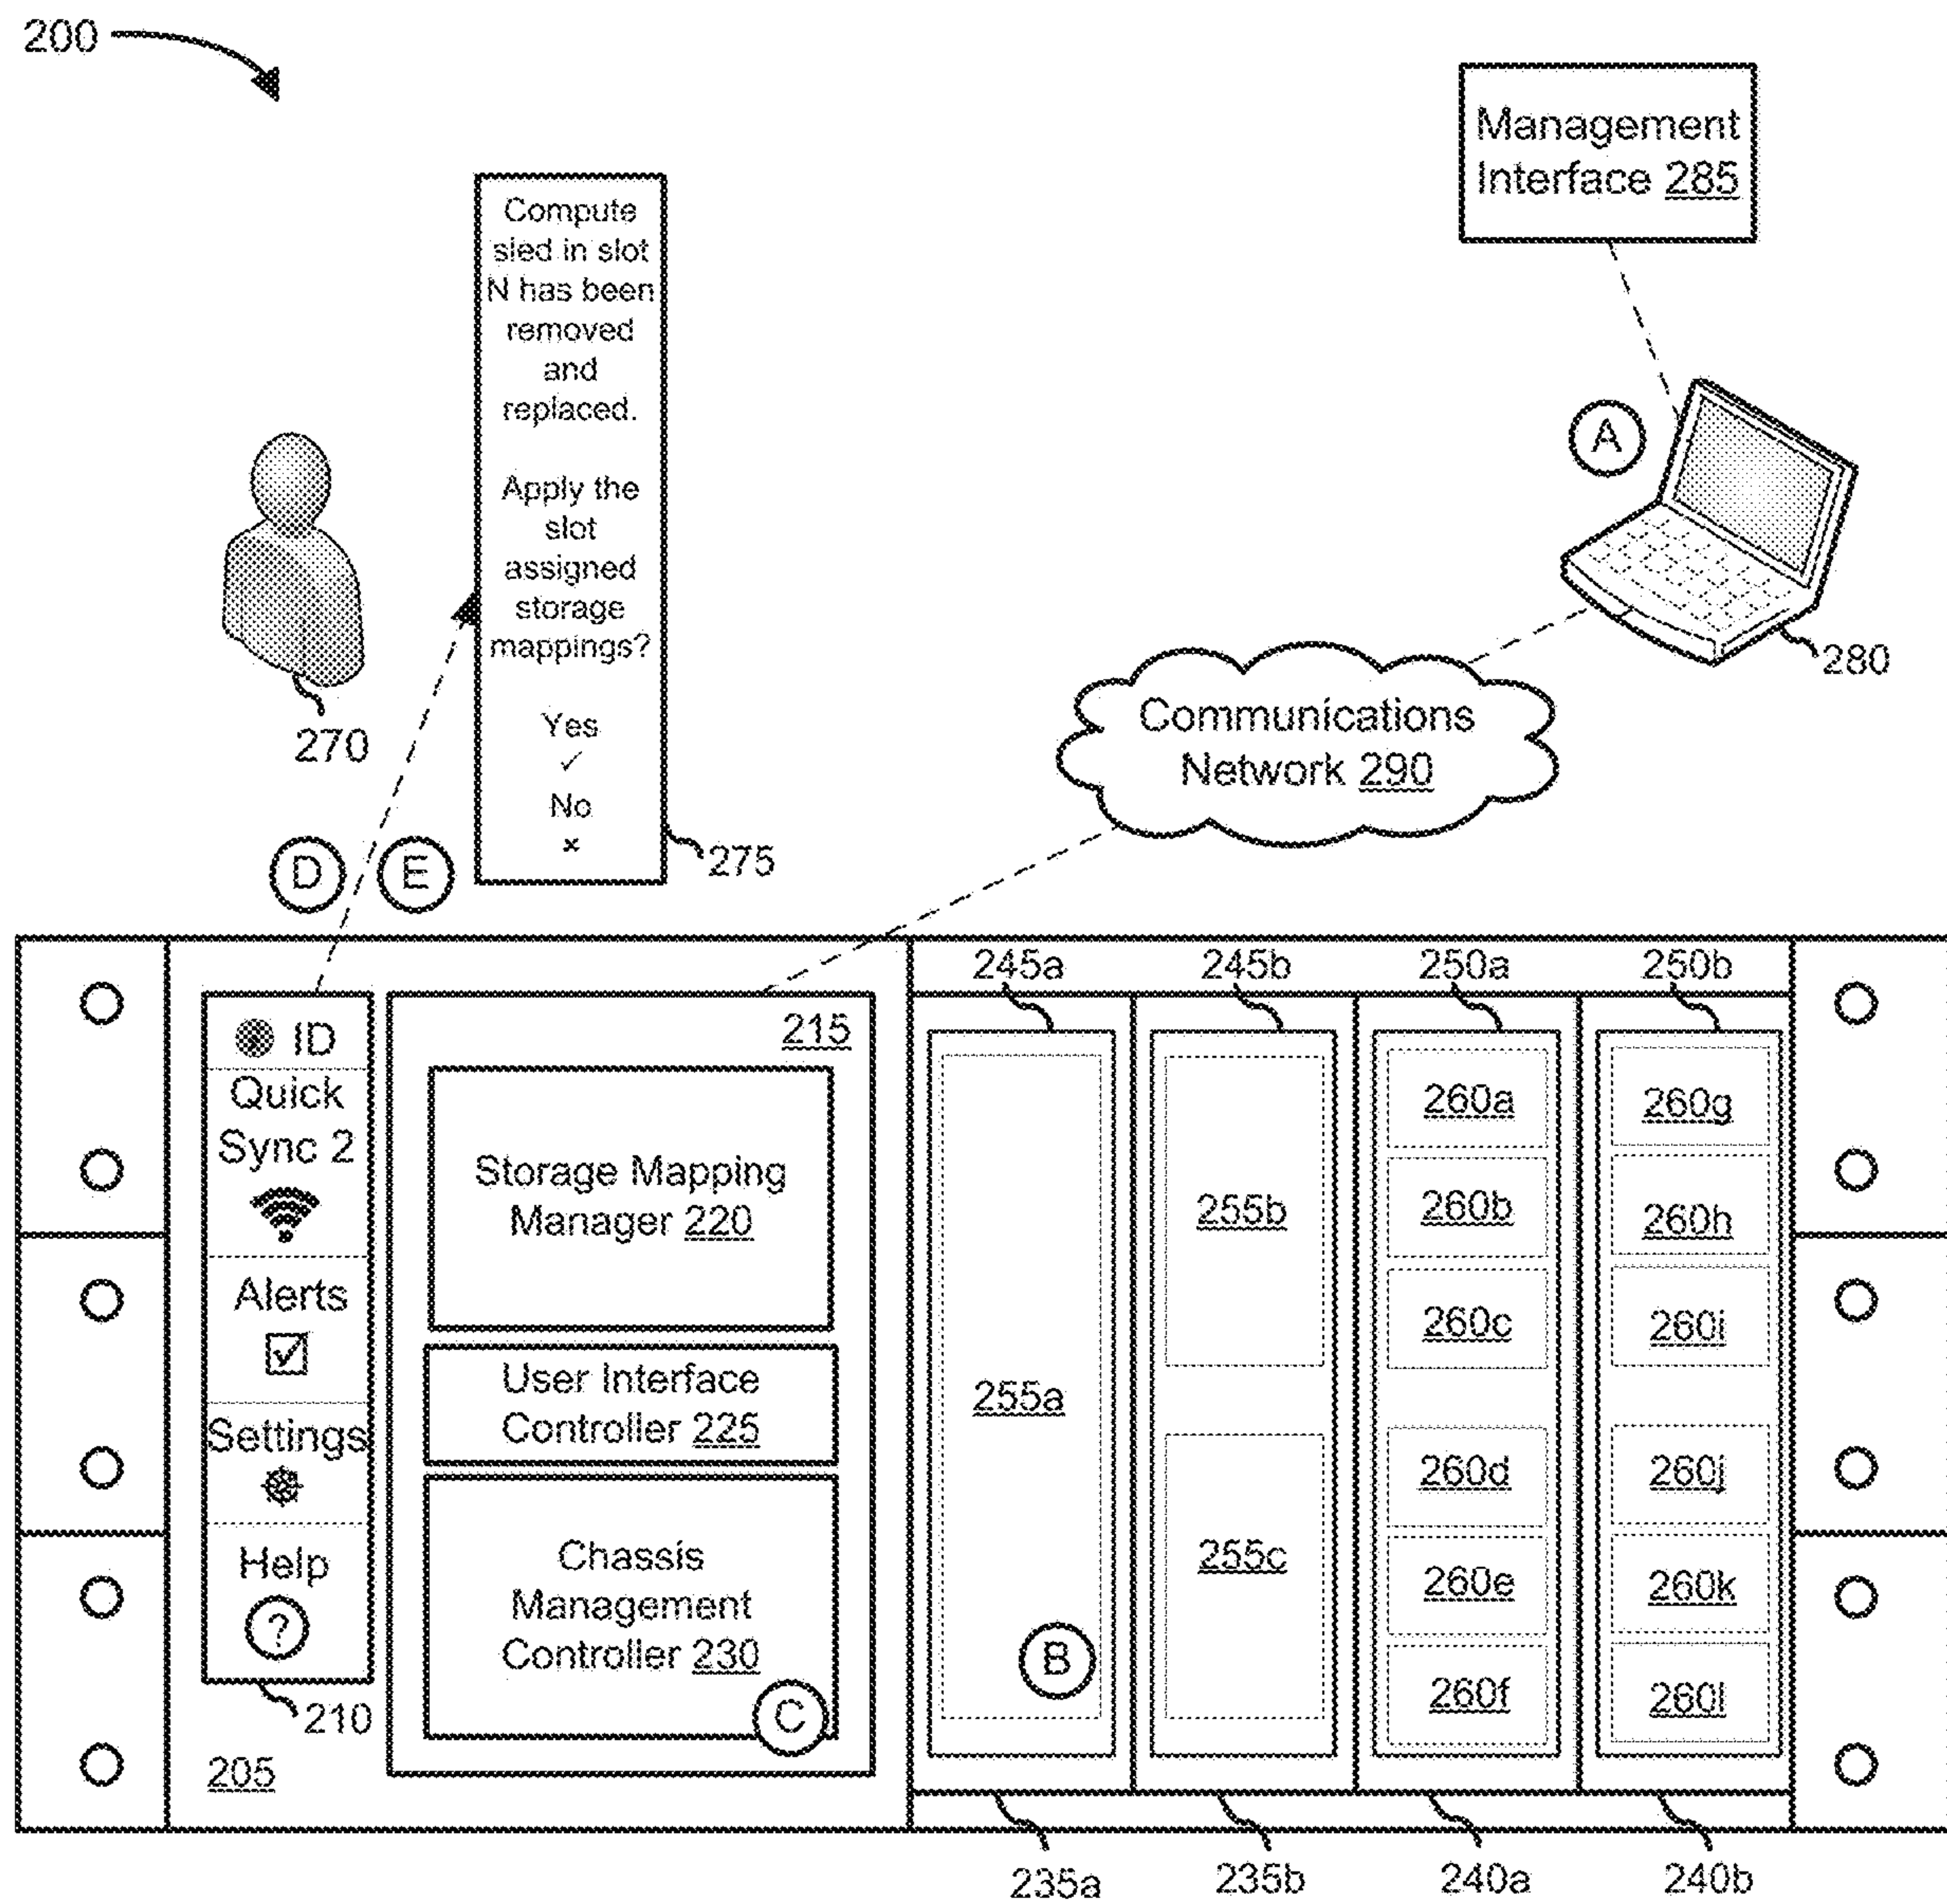 200
Management
Interface 285
Compute
sled in slot
N has been
removed
and
replaced.
Apply the
slot
assigned
storage
mappings?
Yes
✓
No
×
A
280
270
Communications
Network 290
275
D
E
245a
245b
250a
250b
ID
Quick
Sync 2
Alerts
Settings
Help
?
210
205
215
Storage Mapping
Manager 220
User Interface
Controller 225
Chassis
Management
Controller 230
C
255a
B
255b
255c
260a
260b
260c
260d
260e
260f
260g
260h
260i
260j
260k
260l
235a
235b
240a
240b